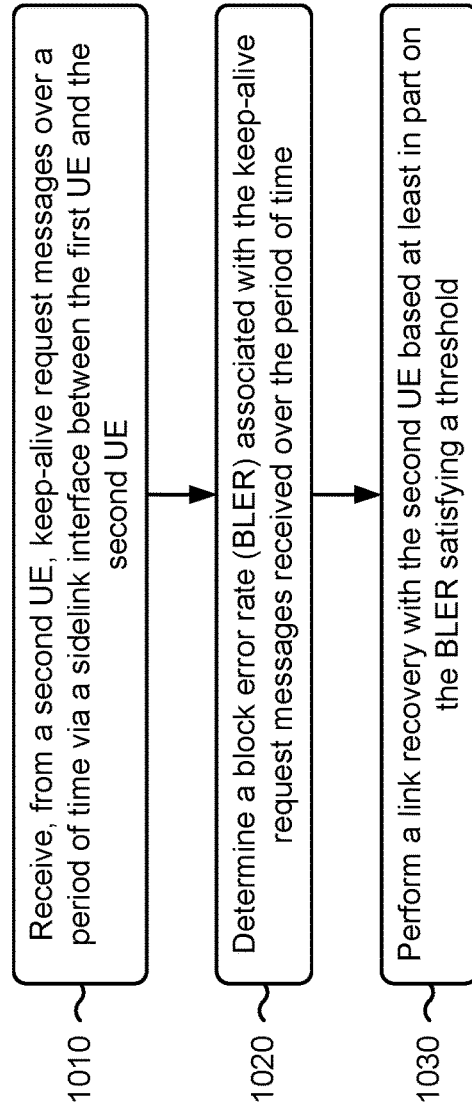 1010
Receive, from a second UE, keep-alive request messages over a
period of time via a sidelink interface between the first UE and the
second UE
1020
Determine a block error rate (BLER) associated with the keep-alive
request messages received over the period of time
1030
Perform a link recovery with the second UE based at least in part on
the BLER satisfying a threshold